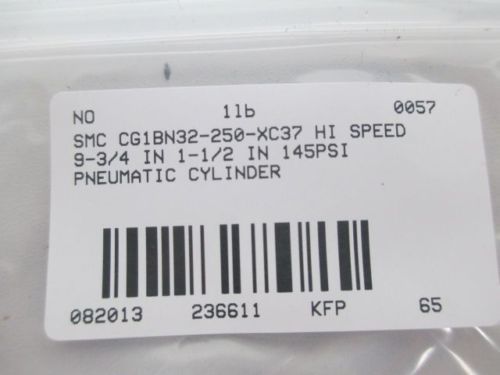 NO 1lb 0057
SMC CG1BN32-250-XC37 HI SPEED
9-3/4 IN 1-1/2 IN 145PSI
PNEUMATIC CYLINDER
082013 236611 KFP 65